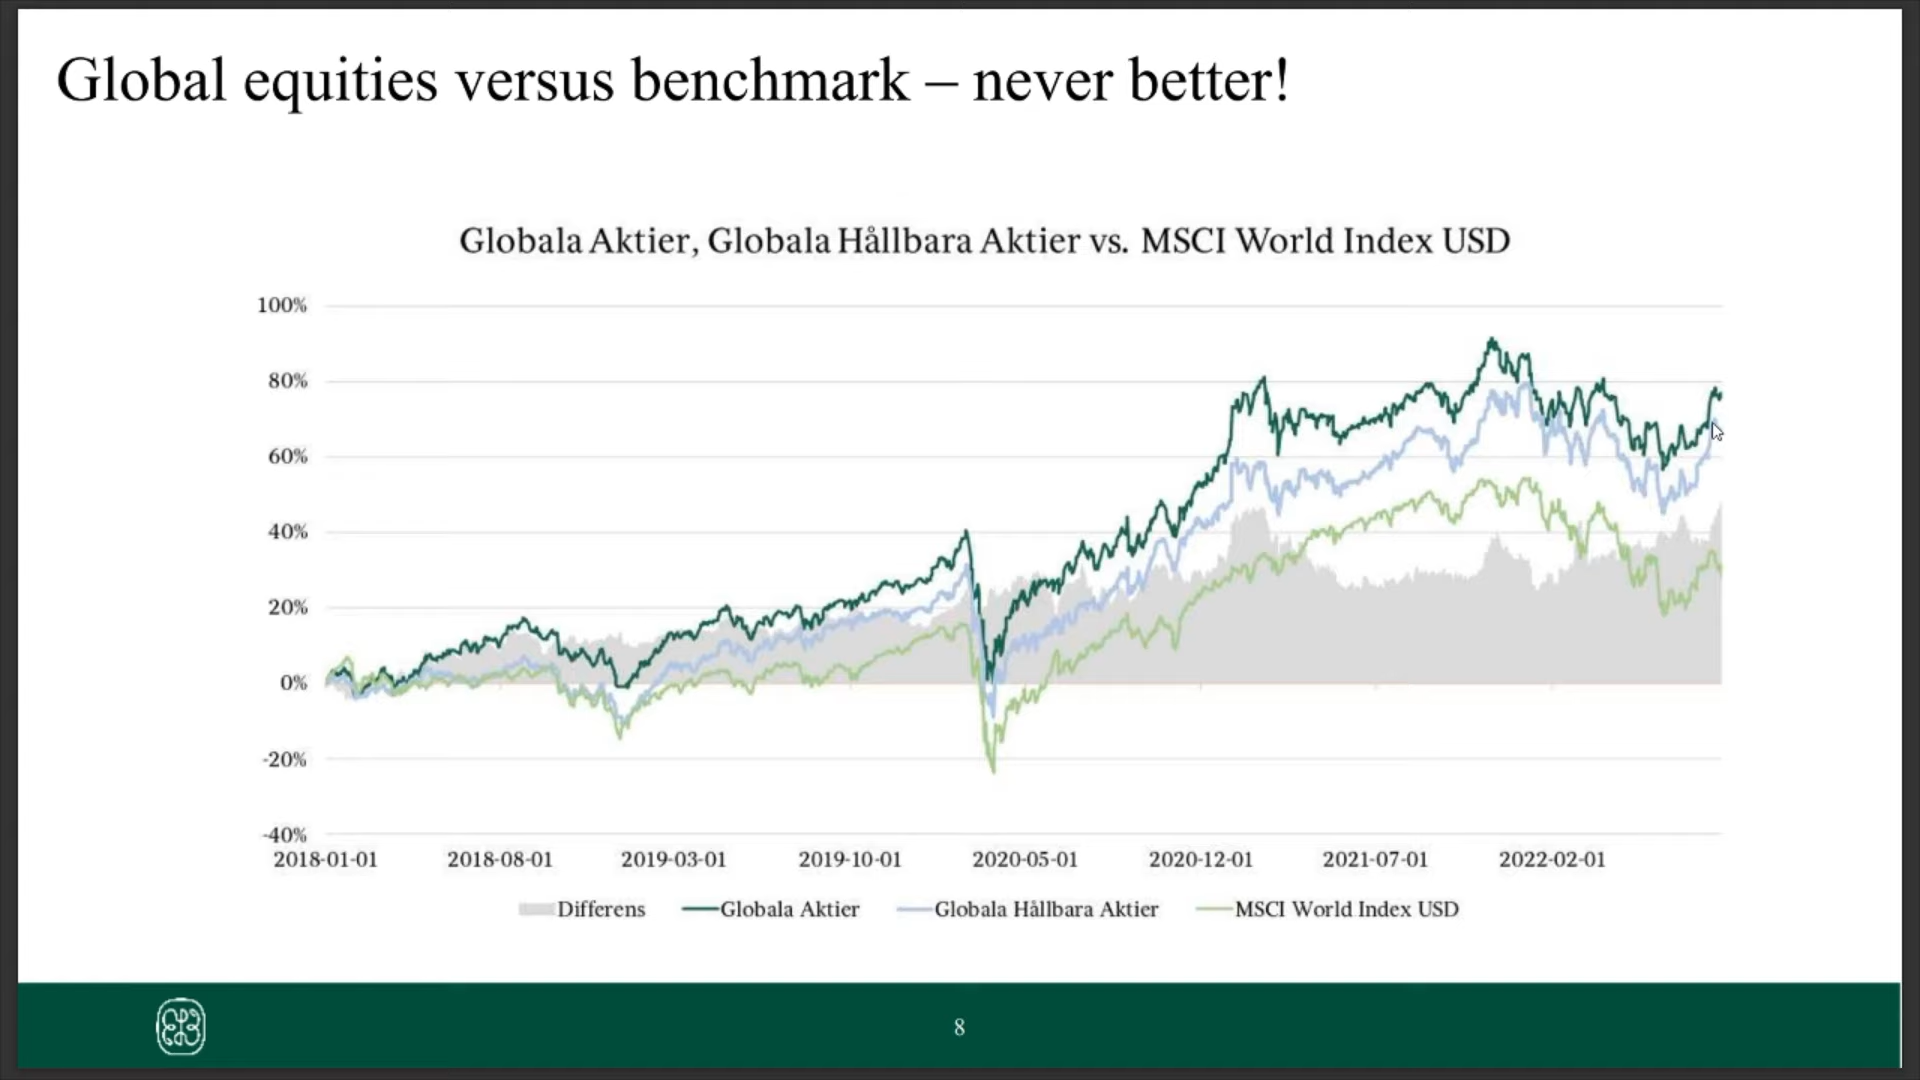 Global equities versus benchmark – never better!
Globala Aktier, Globala Hållbara Aktier vs. MSCI World Index USD
100%
80%
60%
40%
20%
0%
-20%
-40%
2018-01-01 2018-08-01 2019-03-01 2019-10-01 2020-05-01 2020-12-01 2021-07-01 2022-02-01
Differens Globala Aktier Globala Hållbara Aktier MSCI World Index USD
8